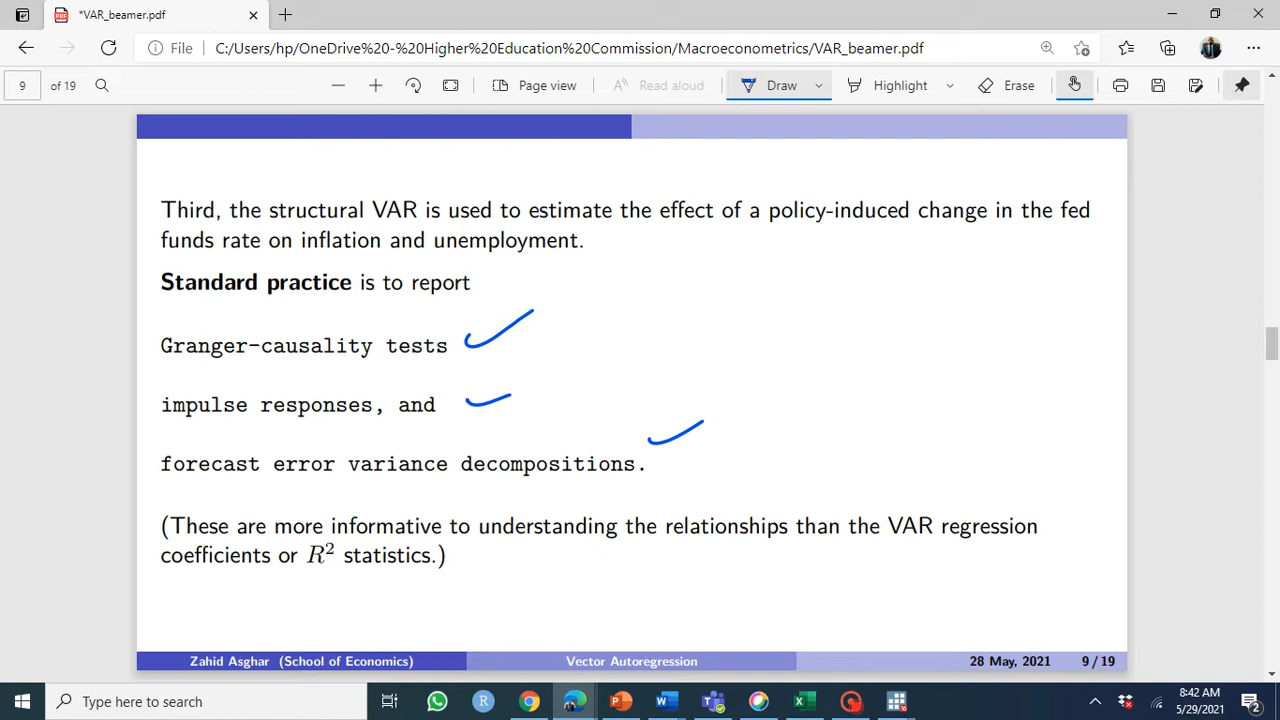 *VAR_beamer.pdf
File C:/Users/hp/OneDrive%20-%20Higher%20Education%20Commission/Macroeconometrics/VAR_beamer.pdf
9 of 19 Page view Read aloud Draw Highlight Erase
Third, the structural VAR is used to estimate the effect of a policy-induced change in the fed
funds rate on inflation and unemployment.
Standard practice is to report
Granger-causality tests
impulse responses, and
forecast error variance decompositions.
(These are more informative to understanding the relationships than the VAR regression
coefficients or R² statistics.)
Zahid Asghar (School of Economics) Vector Autoregression 28 May, 2021 9 / 19
Type here to search
8:42 AM
5/29/2021
2